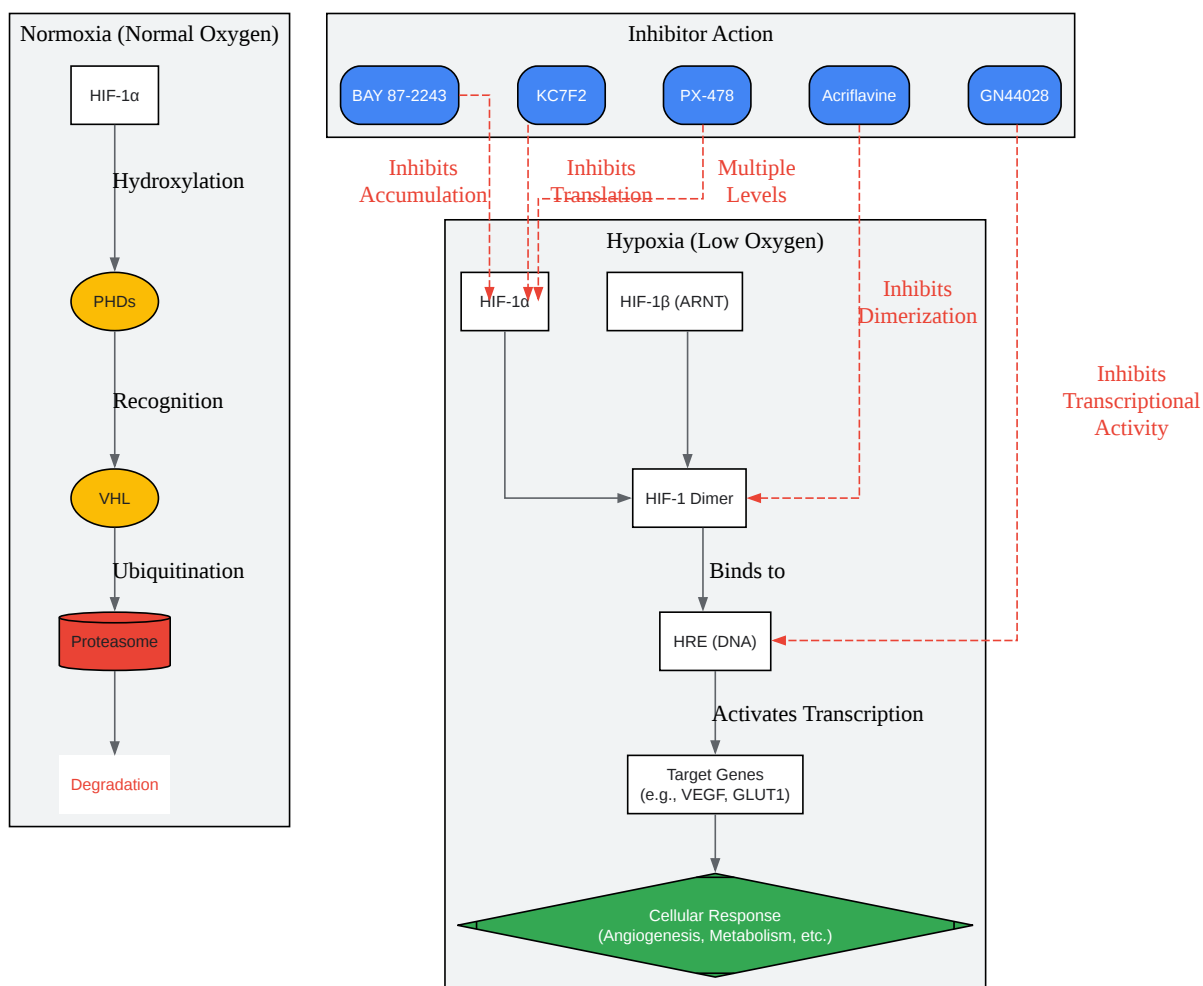 Normoxia (Normal Oxygen)
HIF-1α
Hydroxylation
PHDs
Recognition
VHL
Ubiquitination
Proteasome
Degradation
Inhibitor Action
BAY 87-2243
KC7F2
PX-478
Acriflavine
GN44028
Inhibits
Accumulation
Inhibits
Translation
Multiple
Levels
Inhibits
Dimerization
Inhibits
Transcriptional
Activity
Hypoxia (Low Oxygen)
HIF-1α
HIF-1β (ARNT)
HIF-1 Dimer
Binds to
HRE (DNA)
Activates Transcription
Target Genes
(e.g., VEGF, GLUT1)
Cellular Response
(Angiogenesis, Metabolism, etc.)